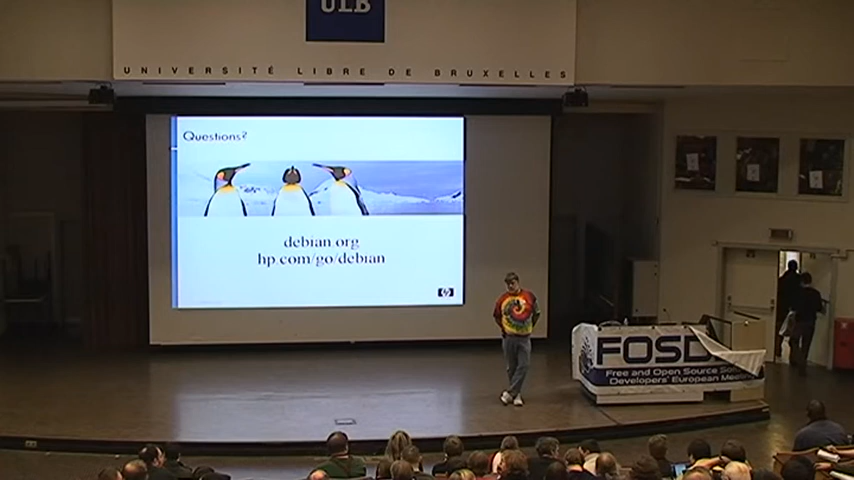 ULB
UNIVERSITÉ LIBRE DE BRUXELLES
Questions?
debian.org
hp.com/go/debian
hp
FOSD
Free and Open Source So
Developers' European Meeting